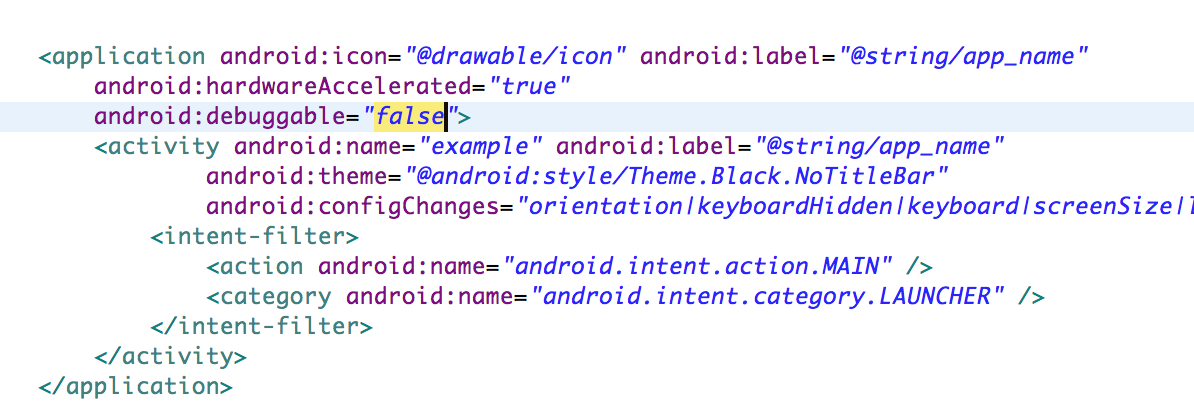 <application android:icon="@drawable/icon" android:label="@string/app_name"
android:hardwareAccelerated="true"
android:debuggable="false">
<activity android:name="example" android:label="@string/app_name"
android:theme="@android:style/Theme.Black.NoTitleBar"
android:configChanges="orientation|keyboardHidden|keyboard|screenSize|l
<intent-filter>
<action android:name="android.intent.action.MAIN" />
<category android:name="android.intent.category.LAUNCHER" />
</intent-filter>
</activity>
</application>